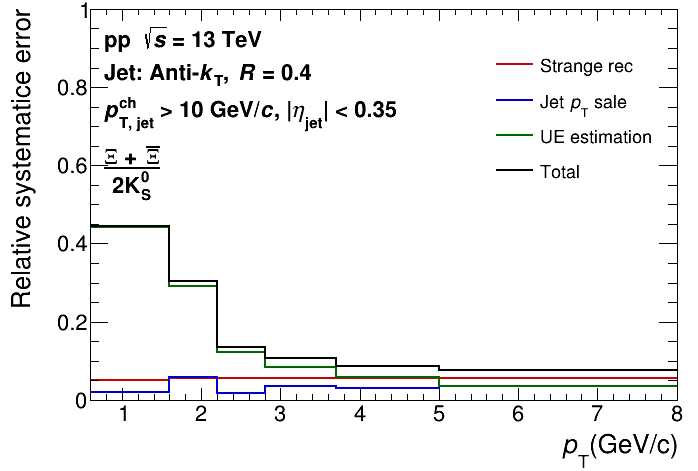 pp √s = 13 TeV
Jet: Anti-kT, R = 0.4
p ch T, jet > 10 GeV/c, |ηjet| < 0.35
Ξ + Ξ̅
2K0S
Strange rec
Jet pT sale
UE estimation
Total
Relative systematice error
1
0.8
0.6
0.4
0.2
0
1 2 3 4 5 6 7 8
pT(GeV/c)